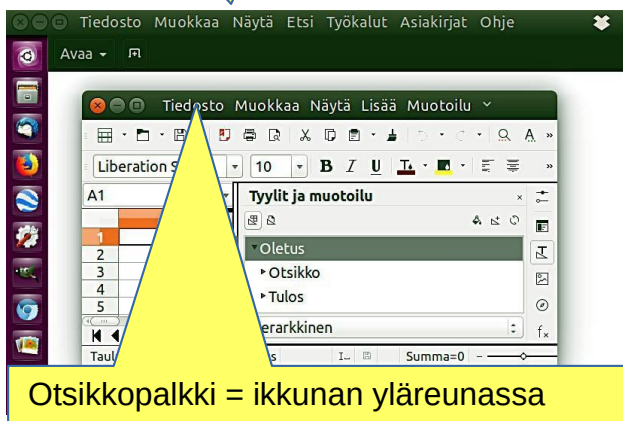 Tiedosto Muokkaa Näytä Etsi Työkalut Asiakirjat Ohje
Avaa
Tiedosto Muokkaa Näytä Lisää Muotoilu
Liberation S 10 B I U
A1 Tyylit ja muotoilu
1
2 Oletus
3 Otsikko
4 Tulos
5
erarkkinen
Taul s I... Summa=0
Otsikkopalkki = ikkunan yläreunassa